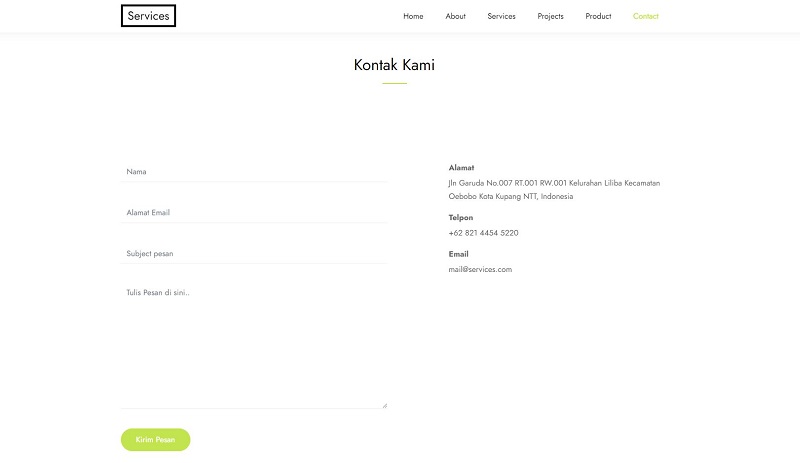 Services
Home About Services Projects Product Contact
Kontak Kami
Nama
Alamat Email
Subject pesan
Tulis Pesan di sini..
Kirim Pesan
Alamat
Jln Garuda No.007 RT.001 RW.001 Kelurahan Liliba Kecamatan
Oebobo Kota Kupang NTT, Indonesia
Telpon
+62 821 4454 5220
Email
mail@services.com